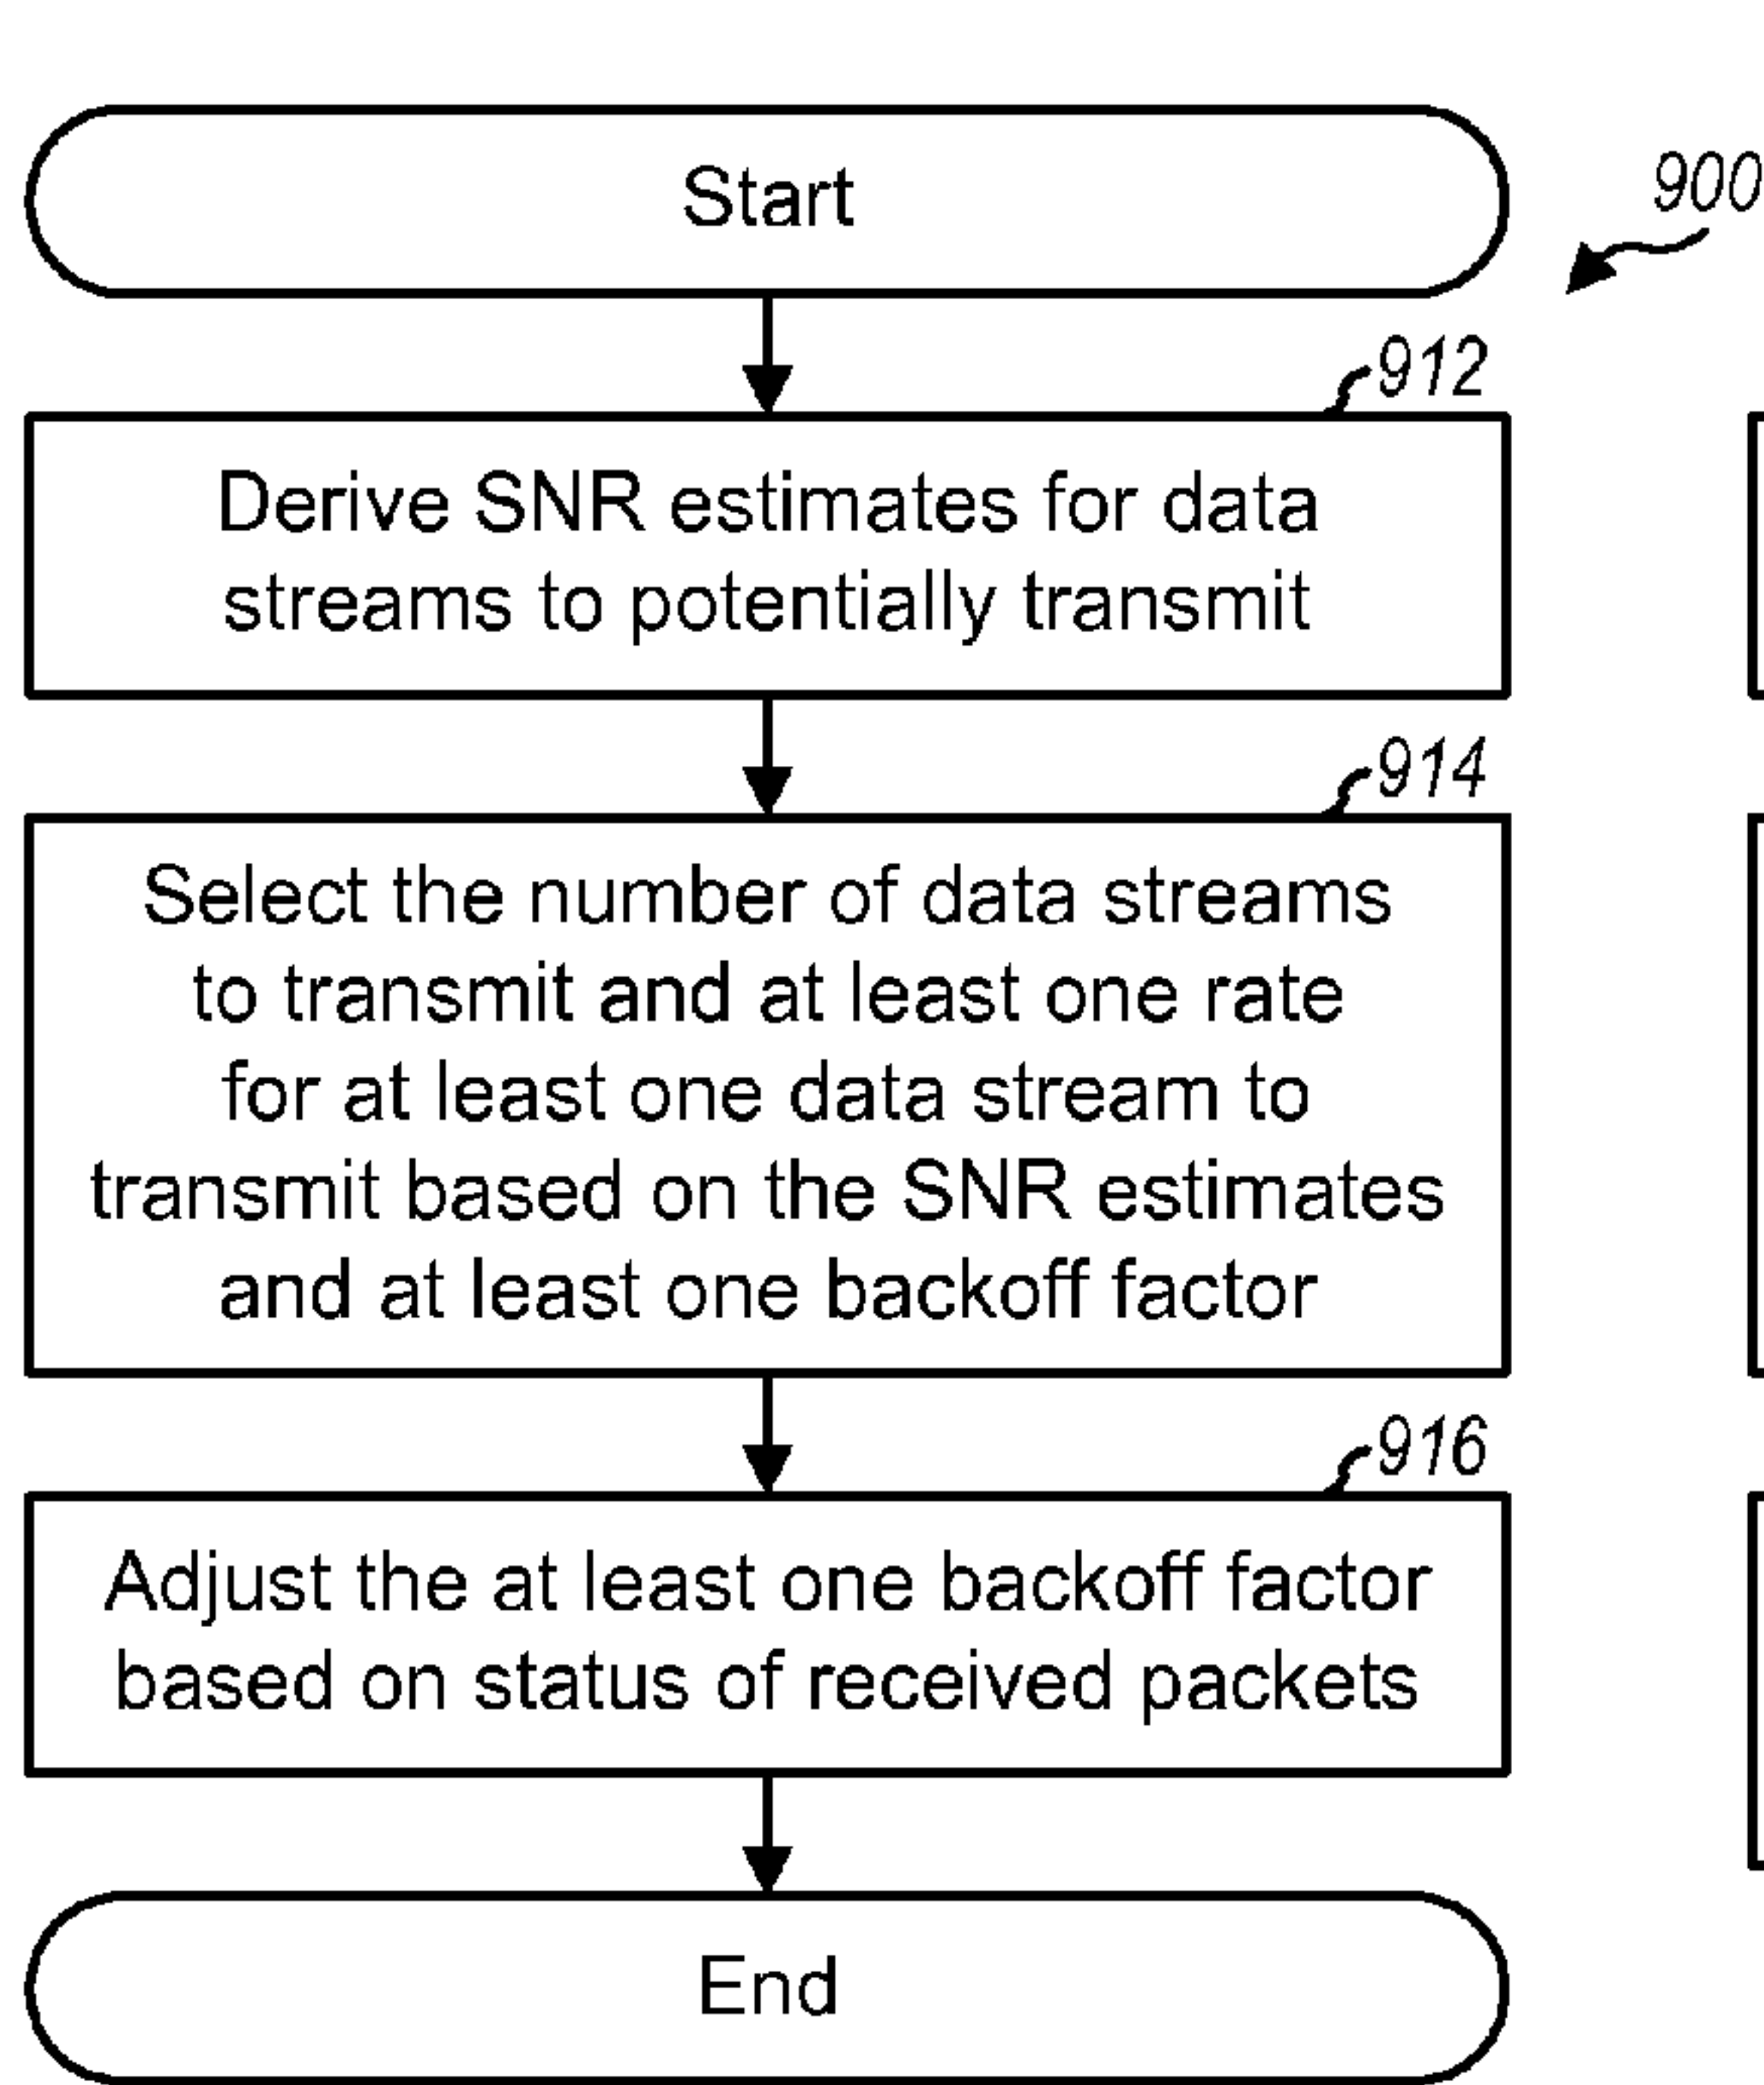 Start
900
912
Derive SNR estimates for data
streams to potentially transmit
914
Select the number of data streams
to transmit and at least one rate
for at least one data stream to
transmit based on the SNR estimates
and at least one backoff factor
916
Adjust the at least one backoff factor
based on status of received packets
End